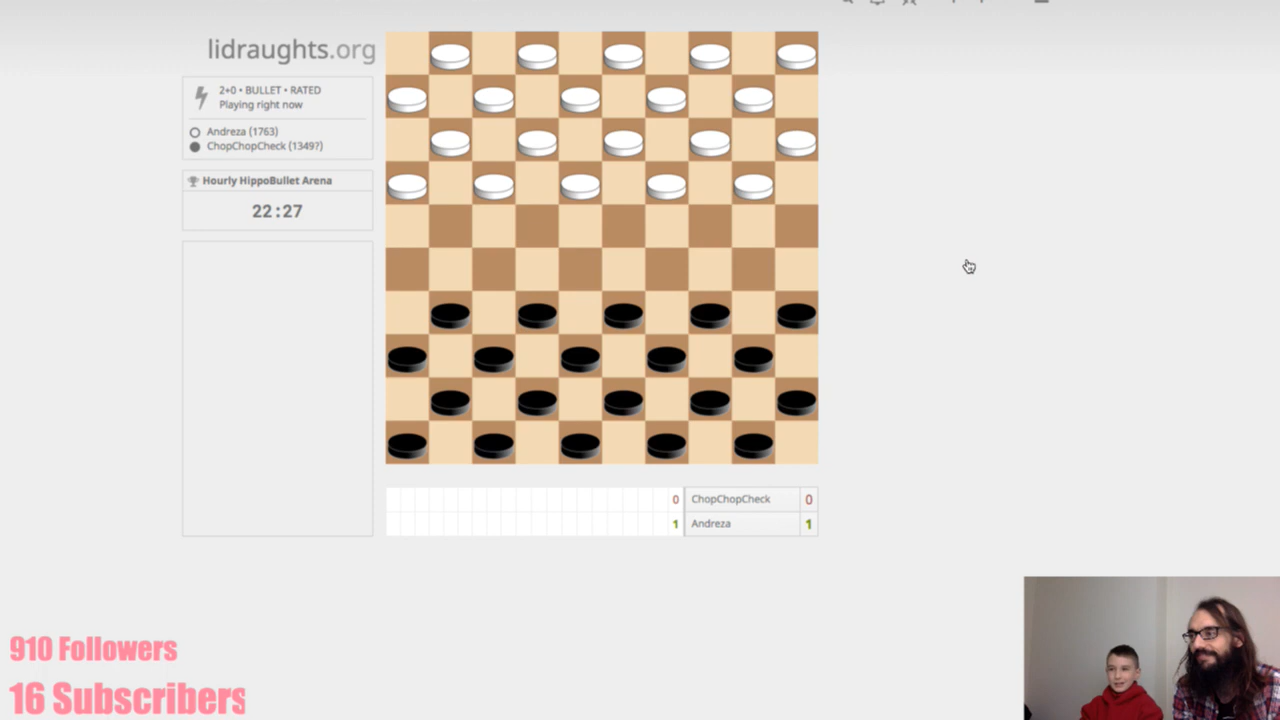 lidraughts.org
2+0 • BULLET • RATED
Playing right now
Andreza (1763)
ChopChopCheck (1349?)
Hourly HippoBullet Arena
22:27
0 ChopChopCheck 0
1 Andreza 1
910 Followers
16 Subscribers